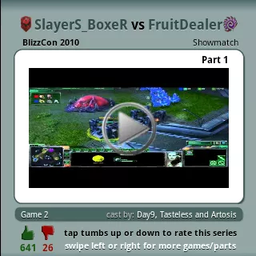 SlayerS_BoxeR vs FruitDealer
BlizzCon 2010
Showmatch
Part 1
Game 2
cast by: Day9, Tasteless and Artosis
641
26
tap tumbs up or down to rate this series
swipe left or right for more games/parts